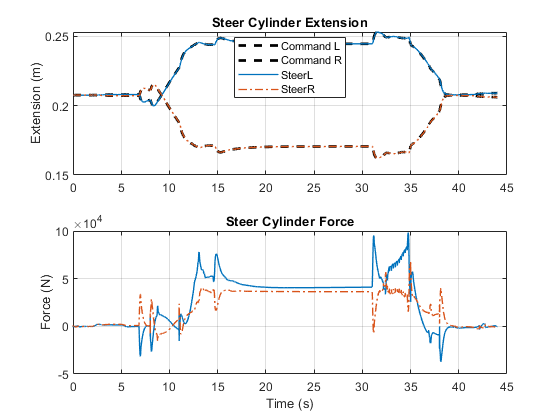 Steer Cylinder Extension
0.25
0.2
0.15
Extension (m)
Command L
Command R
SteerL
SteerR
0 5 10 15 20 25 30 35 40 45
Steer Cylinder Force
×10^4
10
5
0
-5
Force (N)
0 5 10 15 20 25 30 35 40 45
Time (s)